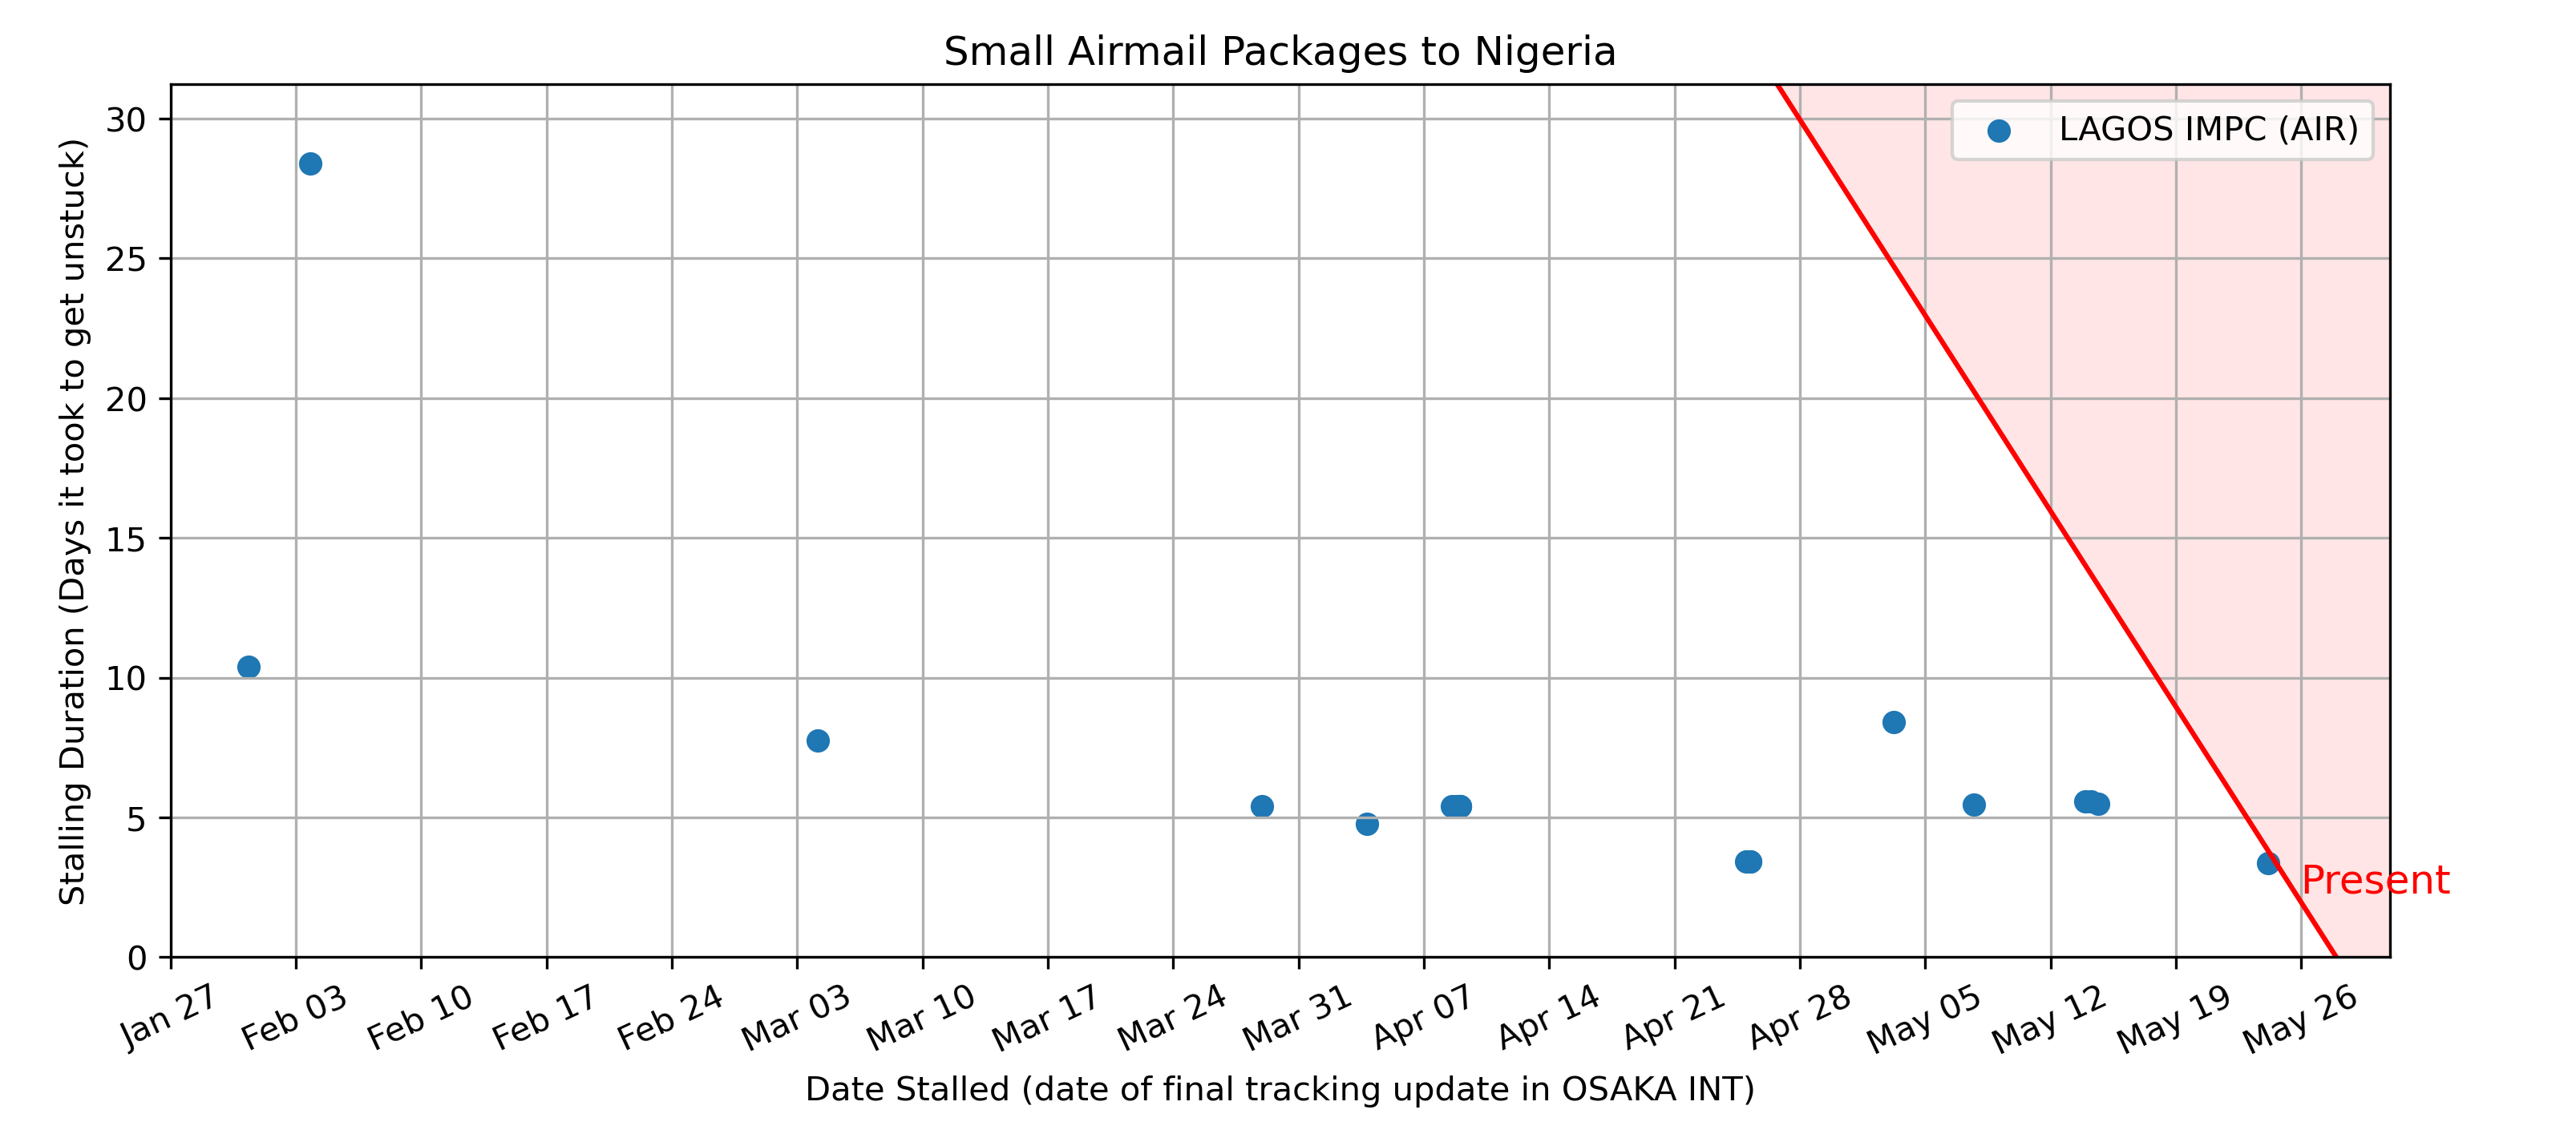 Small Airmail Packages to Nigeria
LAGOS IMPC (AIR)
Stalling Duration (Days it took to get unstuck)
30
25
20
15
10
5
0
Present
Jan 27
Feb 03
Feb 10
Feb 17
Feb 24
Mar 03
Mar 10
Mar 17
Mar 24
Mar 31
Apr 07
Apr 14
Apr 21
Apr 28
May 05
May 12
May 19
May 26
Date Stalled (date of final tracking update in OSAKA INT)